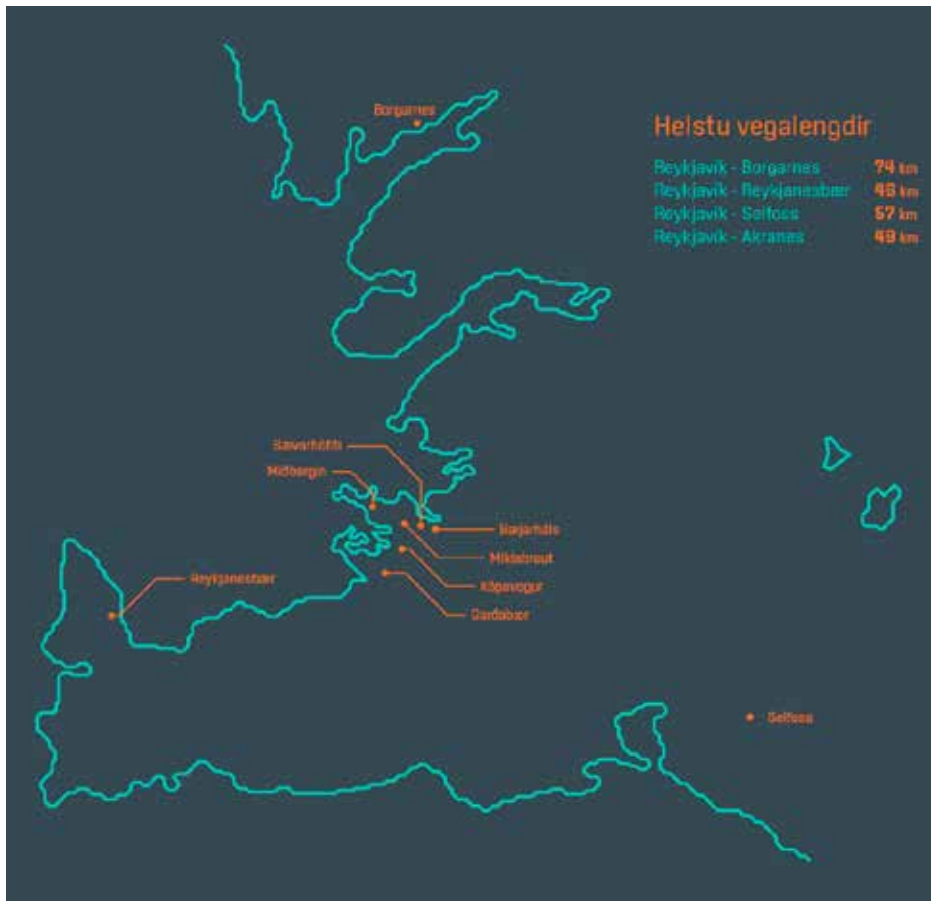 Borgarnes
Helstu vegalengdir
Reykjavík - Borgarnes 74 km
Reykjavík - Reykjanesbær 46 km
Reykjavík - Selfoss 57 km
Reykjavík - Akranes 49 km
Sævarhöfði
Miðborgin
Bæjarháls
Miklabraut
Reykjanesbær
Kópavogur
Garðabær
Selfoss